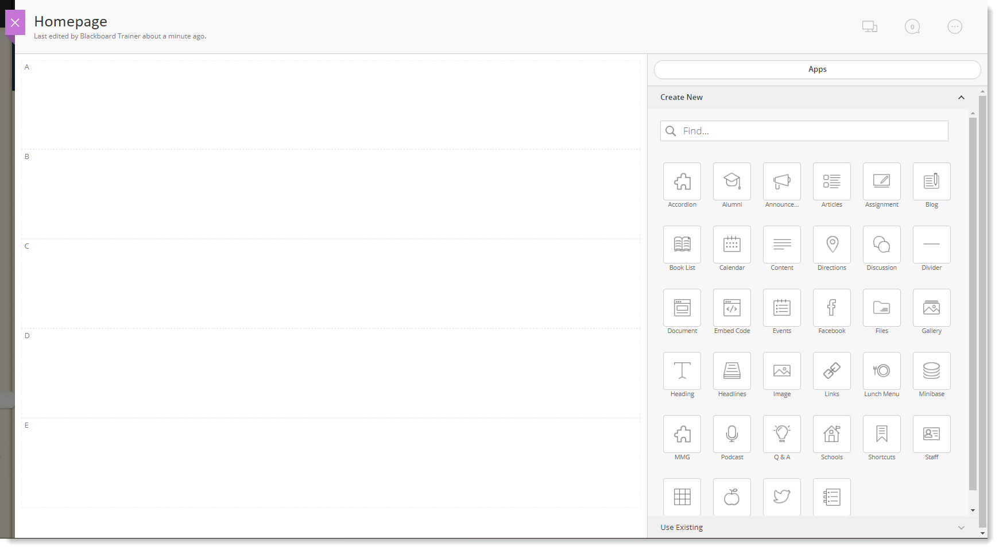 Homepage
Last edited by Blackboard Trainer about a minute ago.
0
A
B
C
D
E
Apps
Create New
Find...
Accordion
Alumni
Announce...
Articles
Assignment
Blog
Book List
Calendar
Content
Directions
Discussion
Divider
Document
Embed Code
Events
Facebook
Files
Gallery
Heading
Headlines
Image
Links
Lunch Menu
Minibase
MMG
Podcast
Q & A
Schools
Shortcuts
Staff
Use Existing